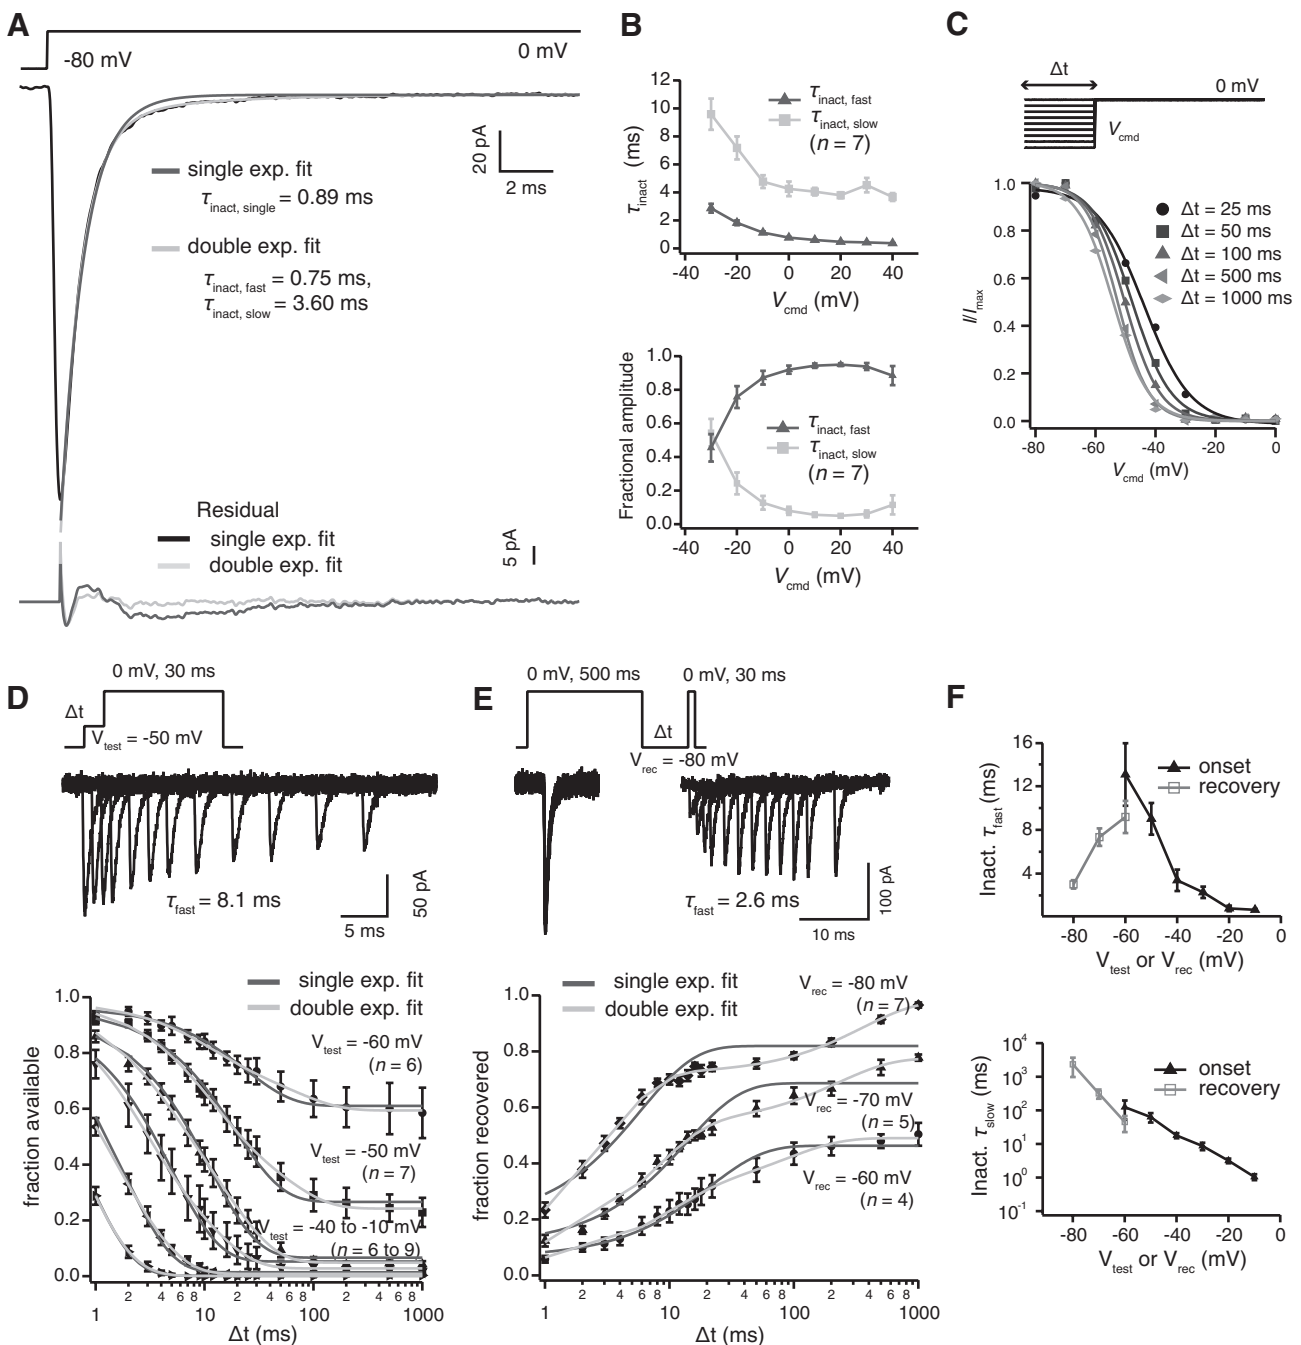 A
-80 mV
0 mV
20 pA
2 ms
single exp. fit
τinact, single = 0.89 ms
double exp. fit
τinact, fast = 0.75 ms,
τinact, slow = 3.60 ms
Residual
single exp. fit
double exp. fit
5 pA
B
12
10
8
6
4
2
0
τinact (ms)
τinact, fast
τinact, slow
(n = 7)
-40
-20
0
20
40
Vcmd (mV)
1.0
0.8
0.6
0.4
0.2
0.0
Fractional amplitude
τinact, fast
τinact, slow
(n = 7)
-40
-20
0
20
40
Vcmd (mV)
C
Δt
0 mV
Vcmd
1.0
0.8
0.6
0.4
0.2
0.0
I/Imax
Δt = 25 ms
Δt = 50 ms
Δt = 100 ms
Δt = 500 ms
Δt = 1000 ms
-80
-60
-40
-20
0
Vcmd (mV)
D
0 mV, 30 ms
Δt
Vtest = -50 mV
τfast = 8.1 ms
50 pA
5 ms
single exp. fit
double exp. fit
1.0
0.8
0.6
0.4
0.2
0.0
fraction available
Vtest = -60 mV
(n = 6)
Vtest = -50 mV
(n = 7)
Vtest = -40 to -10 mV
(n = 6 to 9)
1
2
4
6
8
10
2
4
6
8
100
2
4
6
8
1000
Δt (ms)
E
0 mV, 500 ms
0 mV, 30 ms
Δt
Vrec = -80 mV
τfast = 2.6 ms
100 pA
10 ms
single exp. fit
double exp. fit
1.0
0.8
0.6
0.4
0.2
0.0
fraction recovered
Vrec = -80 mV
(n = 7)
Vrec = -70 mV
(n = 5)
Vrec = -60 mV
(n = 4)
1
2
4
6
8
10
2
4
6
8
100
2
4
6
8
1000
Δt (ms)
F
16
12
8
4
Inact. τfast (ms)
onset
recovery
-80
-60
-40
-20
0
Vtest or Vrec (mV)
10^4
10^3
10^2
10^1
10^0
10^-1
Inact. τslow (ms)
onset
recovery
-80
-60
-40
-20
0
Vtest or Vrec (mV)